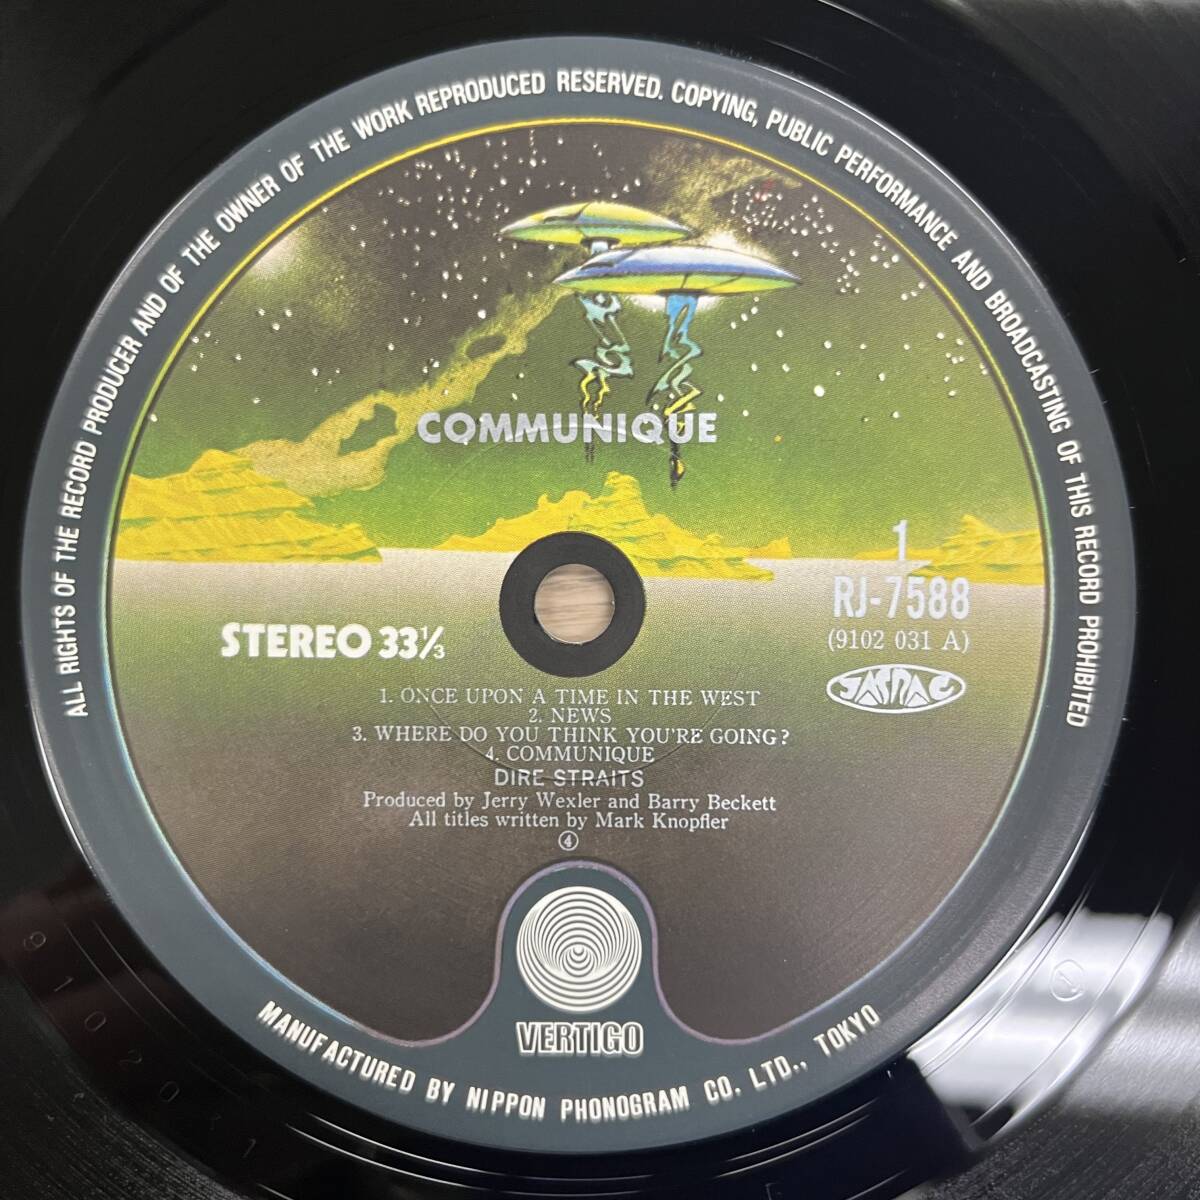 ALL RIGHTS OF THE RECORD PRODUCER AND OF THE OWNER OF THE WORK REPRODUCED RESERVED. COPYING, PUBLIC PERFORMANCE AND BROADCASTING OF THIS RECORD PROHIBITED
COMMUNIQUE
1
RJ-7588
(9102 031 A)
JASRAC
STEREO 33⅓
1. ONCE UPON A TIME IN THE WEST
2. NEWS
3. WHERE DO YOU THINK YOU'RE GOING?
4. COMMUNIQUE
DIRE STRAITS
Produced by Jerry Wexler and Barry Beckett
All titles written by Mark Knopfler
④
VERTIGO
MANUFACTURED BY NIPPON PHONOGRAM CO. LTD., TOKYO